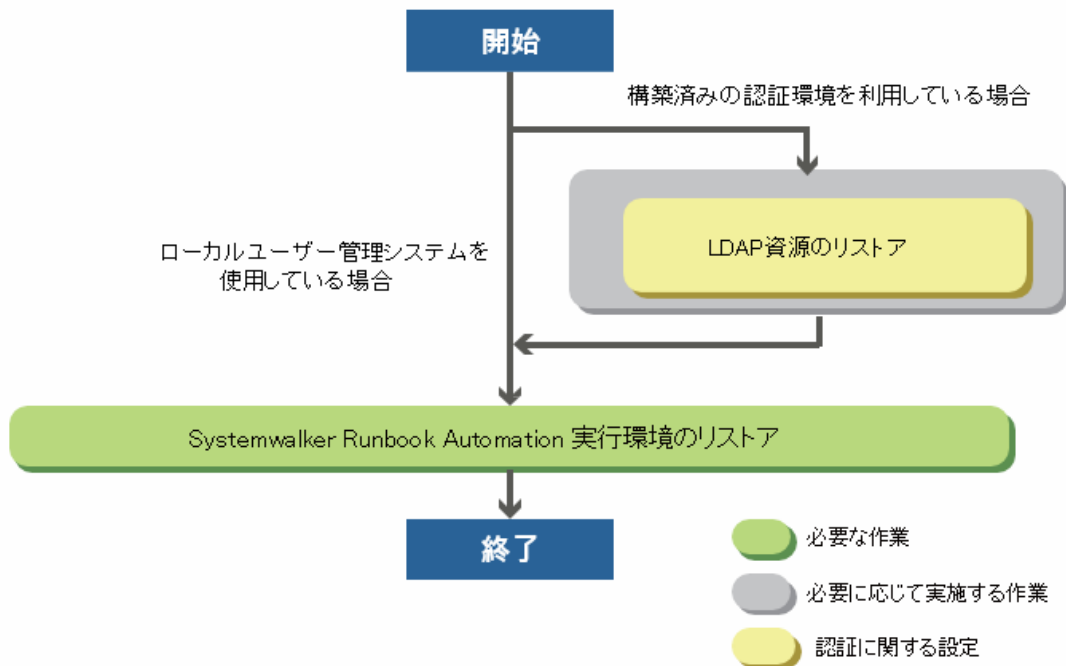 開始
構築済みの認証環境を利用している場合
LDAP資源のリストア
ローカルユーザー管理システムを
使用している場合
Systemwalker Runbook Automation 実行環境のリストア
終了
必要な作業
必要に応じて実施する作業
認証に関する設定